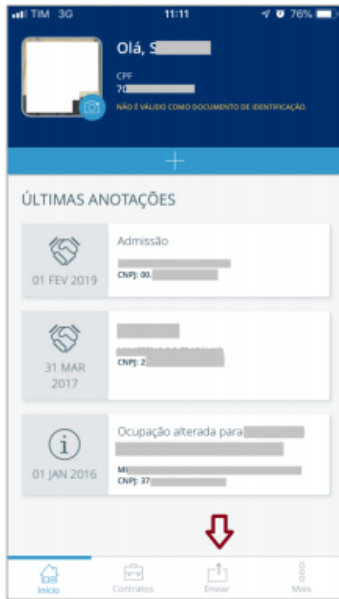 TIM 3G 11:11 76%
Olá, S
CPF
70
NÃO É VÁLIDO COMO DOCUMENTO DE IDENTIFICAÇÃO.
ÚLTIMAS ANOTAÇÕES
Admissão
01 FEV 2019
CNPJ: 00.
31 MAR
2017
CNPJ: 2
Ocupação alterada para
01 JAN 2016
MI
CNPJ: 37
Início Contratos Enviar Mais